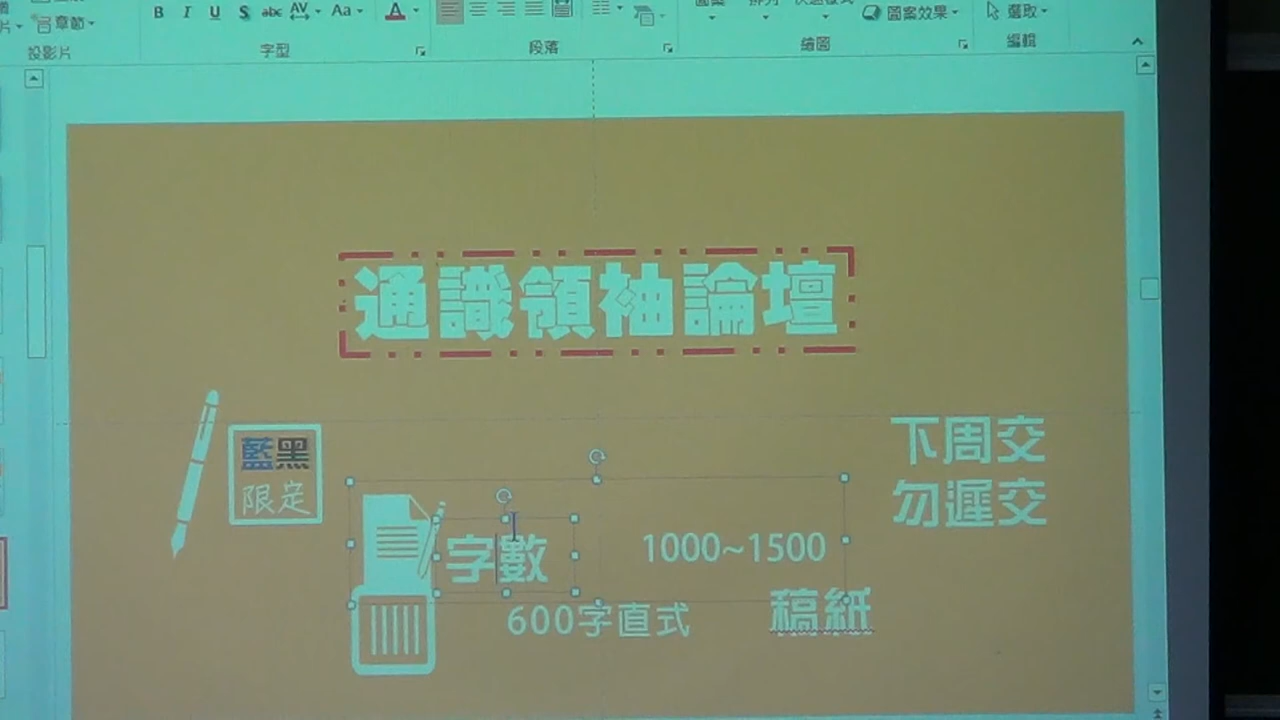 章節
B I U S abc AV Aa A
圖案效果
選取
投影片
字型
段落
繪圖
編輯
通識領袖論壇
藍黑
限定
下周交
勿遲交
字數
1000~1500
600字直式
稿紙